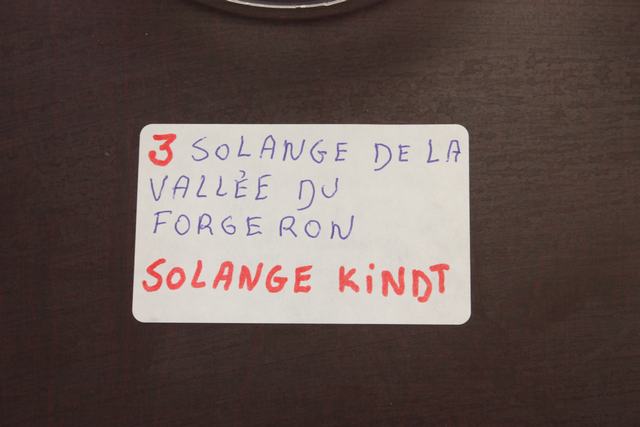 3 SOLANGE DE LA
VALLÉE DU
FORGERON
SOLANGE KiNDT